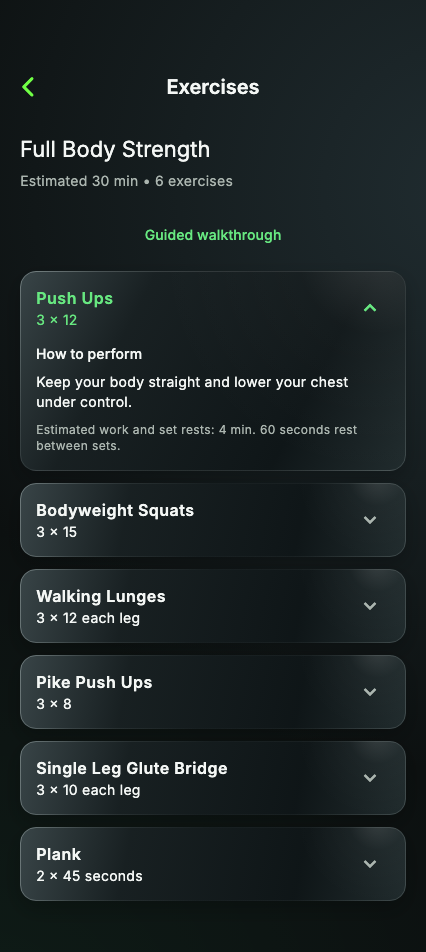 Exercises
Full Body Strength
Estimated 30 min • 6 exercises
Guided walkthrough
Push Ups
3 × 12
How to perform
Keep your body straight and lower your chest
under control.
Estimated work and set rests: 4 min. 60 seconds rest
between sets.
Bodyweight Squats
3 × 15
Walking Lunges
3 × 12 each leg
Pike Push Ups
3 × 8
Single Leg Glute Bridge
3 × 10 each leg
Plank
2 × 45 seconds